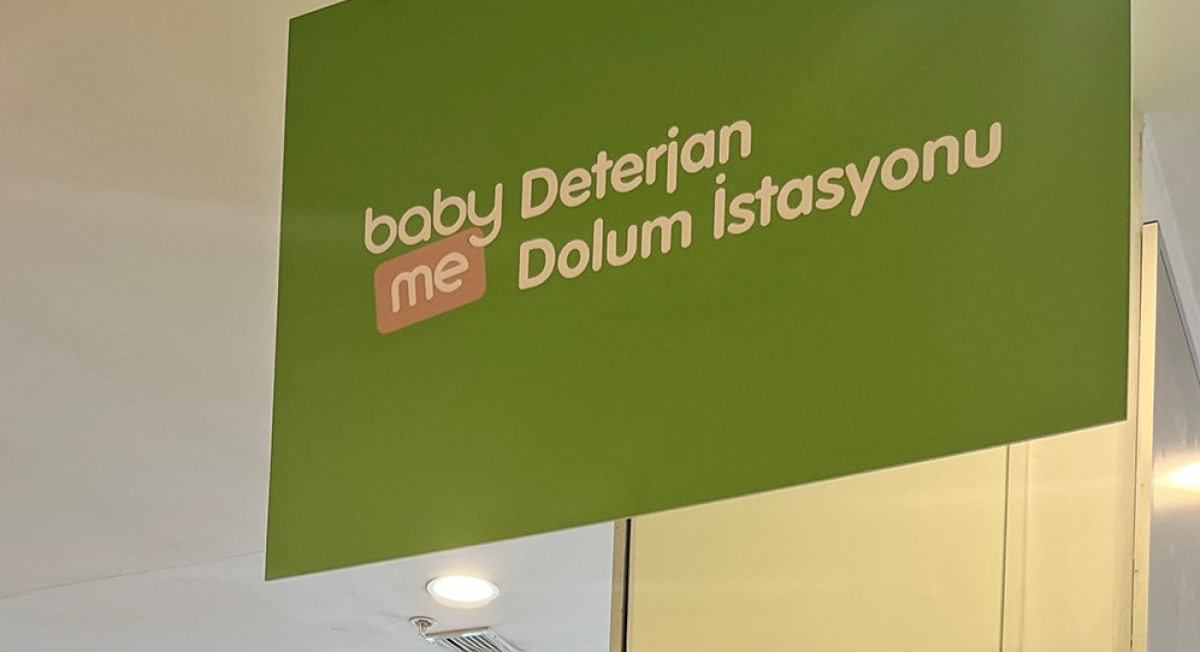 baby
me
Deterjan
Dolum İstasyonu